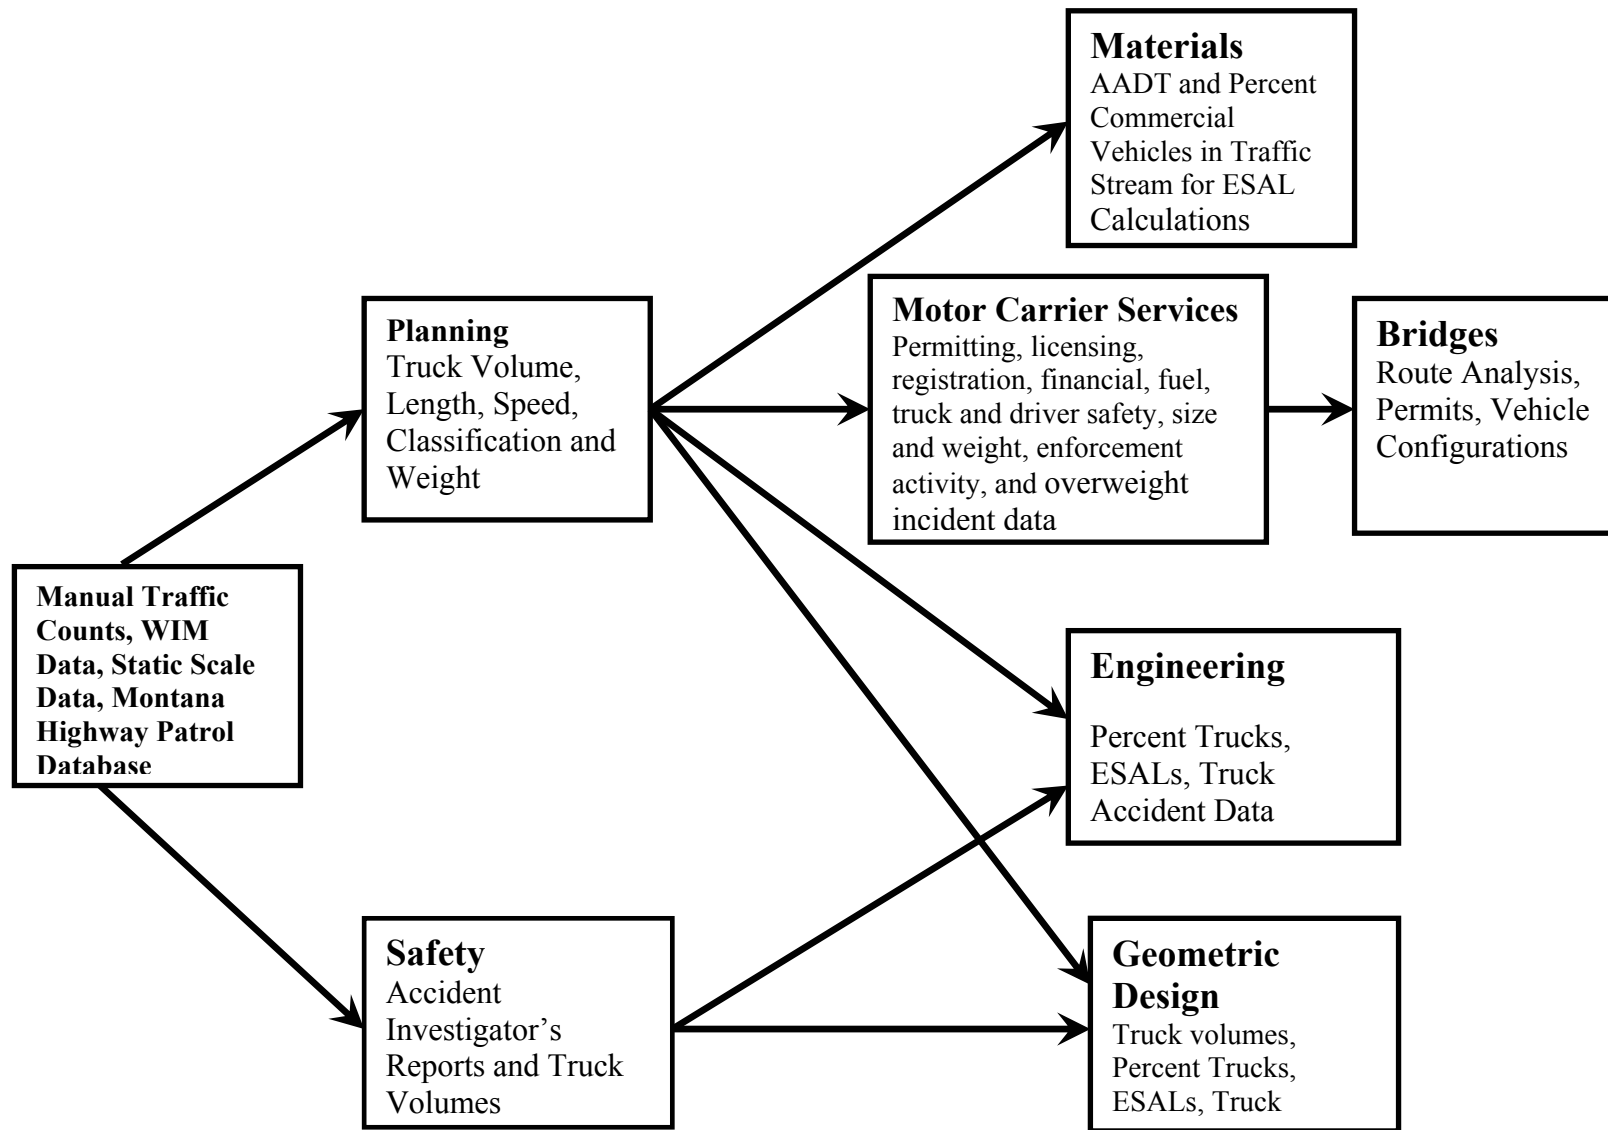 Materials
AADT and Percent
Commercial
Vehicles in Traffic
Stream for ESAL
Calculations
Motor Carrier Services
Permitting, licensing,
registration, financial, fuel,
truck and driver safety, size
and weight, enforcement
activity, and overweight
incident data
Bridges
Route Analysis,
Permits, Vehicle
Configurations
Planning
Truck Volume,
Length, Speed,
Classification and
Weight
Manual Traffic
Counts, WIM
Data, Static Scale
Data, Montana
Highway Patrol
Database
Engineering
Percent Trucks,
ESALs, Truck
Accident Data
Safety
Accident
Investigator’s
Reports and Truck
Volumes
Geometric
Design
Truck volumes,
Percent Trucks,
ESALs, Truck